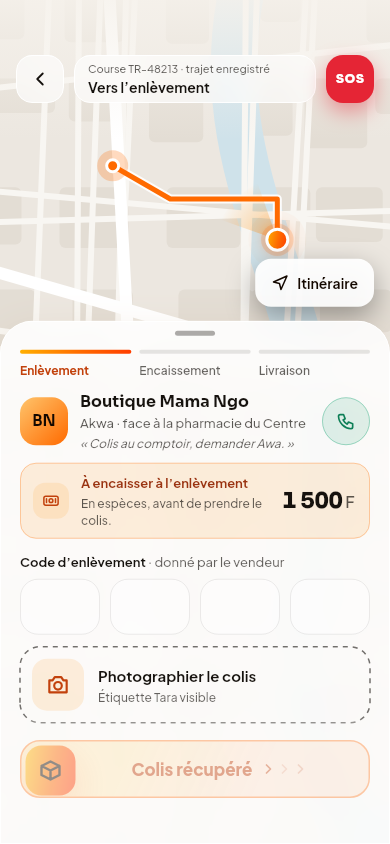 Course TR-48213 · trajet enregistré
Vers l’enlèvement
SOS
Itinéraire
Enlèvement
Encaissement
Livraison
BN
Boutique Mama Ngo
Akwa · face à la pharmacie du Centre
« Colis au comptoir, demander Awa. »
À encaisser à l’enlèvement
En espèces, avant de prendre le
colis.
1 500 F
Code d’enlèvement · donné par le vendeur
Photographier le colis
Étiquette Tara visible
Colis récupéré